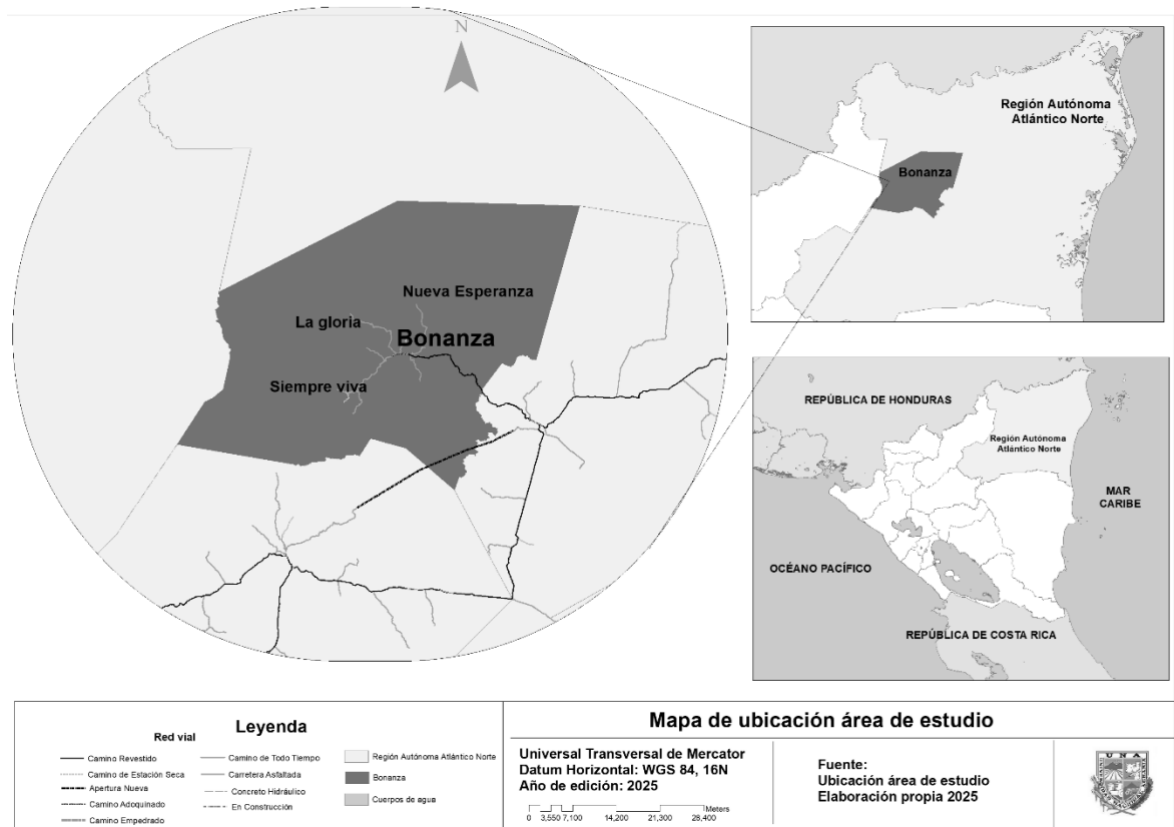 N
Nueva Esperanza
La gloria
Bonanza
Siempre viva
Región Autónoma
Atlántico Norte
Bonanza
REPÚBLICA DE HONDURAS
Región Autónoma
Atlántico Norte
MAR
CARIBE
OCÉANO PACÍFICO
REPÚBLICA DE COSTA RICA
Leyenda
Red vial
Camino Revestido
Camino de Estación Seca
Apertura Nueva
Camino Adoquinado
Camino Empedrado
Camino de Todo Tiempo
Carretera Asfaltada
Concreto Hidráulico
En Construcción
Región Autónoma Atlántico Norte
Bonanza
Cuerpos de agua
Mapa de ubicación área de estudio
Universal Transversal de Mercator
Datum Horizontal: WGS 84, 16N
Año de edición: 2025
0 3,550 7,100 14,200 21,300 28,400 Meters
Fuente:
Ubicación área de estudio
Elaboración propia 2025
UNA